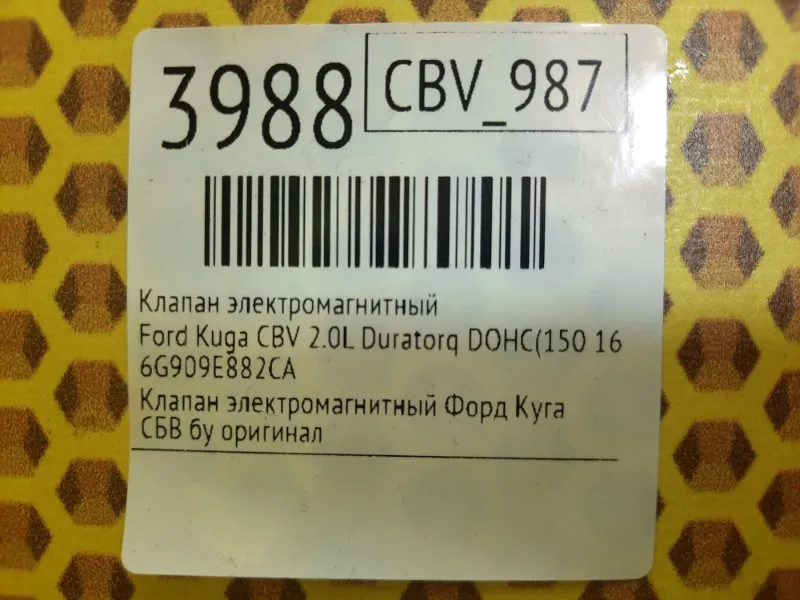 3988
CBV_987
Клапан электромагнитный
Ford Kuga CBV 2.0L Duratorq DOHC(150 16
6G909E882CA
Клапан электромагнитный Форд Куга
СБВ бу оригинал